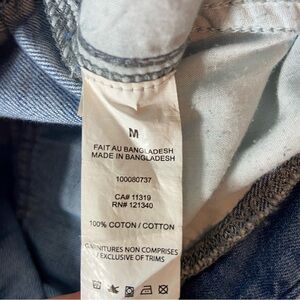 M
FAIT AU BANGLADESH
MADE IN BANGLADESH
100080737
CA# 11319
RN# 121340
100% COTON / COTTON
GARNITURES NON COMPRISES
/ EXCLUSIVE OF TRIMS